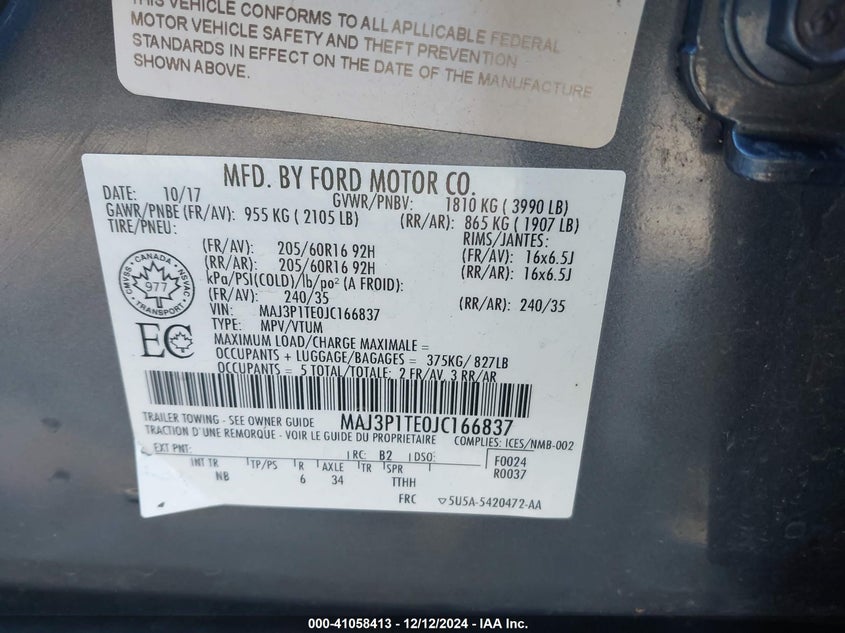 THIS VEHICLE CONFORMS TO ALL APLLICABLE FEDERAL
MOTOR VEHICLE SAFETY AND THEFT PREVENTION
STANDARDS IN EFFECT ON THE DATE OF THE MANUFACTURE
SHOWN ABOVE.
MFD. BY FORD MOTOR CO.
DATE: 10/17 GVWR/PNBV: 1810 KG ( 3990 LB)
GAWR/PNBE (FR/AV): 955 KG ( 2105 LB) (RR/AR): 865 KG ( 1907 LB)
TIRE/PNEU: RIMS/JANTES:
(FR/AV): 205/60R16 92H (FR/AV): 16x6.5J
(RR/AR): 205/60R16 92H (RR/AR): 16x6.5J
kPa/PSI(COLD)/lb/po² (A FROID):
(FR/AV): 240/35 (RR/AR): 240/35
CMVSS CANADA NSVAC
977
TRANSPORT
VIN: MAJ3P1TE0JC166837
TYPE: MPV/VTUM
EC
MAXIMUM LOAD/CHARGE MAXIMALE =
OCCUPANTS + LUGGAGE/BAGAGES = 375KG/ 827LB
OCCUPANTS = 5 TOTAL/TOTALE: 2 FR/AV, 3 RR/AR
TRAILER TOWING - SEE OWNER GUIDE MAJ3P1TE0JC166837
TRACTION D'UNE REMORQUE - VOIR LE GUIDE DU PROPRIETAIRE COMPLIES: ICES/NMB-002
EXT PNT: RC: B2 DSO: F0024
R0037
INT TR TP/PS R AXLE TR SPR
NB 6 34 TTHH
FRC 5U5A-5420472-AA
000-41058413 - 12/12/2024 - IAA Inc.